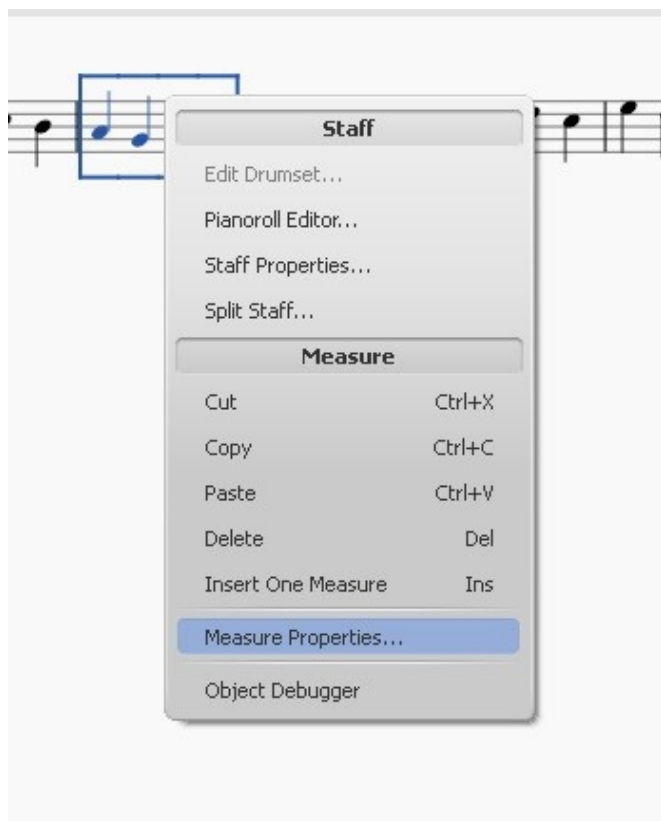 Staff
Edit Drumset...
Pianoroll Editor...
Staff Properties...
Split Staff...
Measure
Cut Ctrl+X
Copy Ctrl+C
Paste Ctrl+V
Delete Del
Insert One Measure Ins
Measure Properties...
Object Debugger